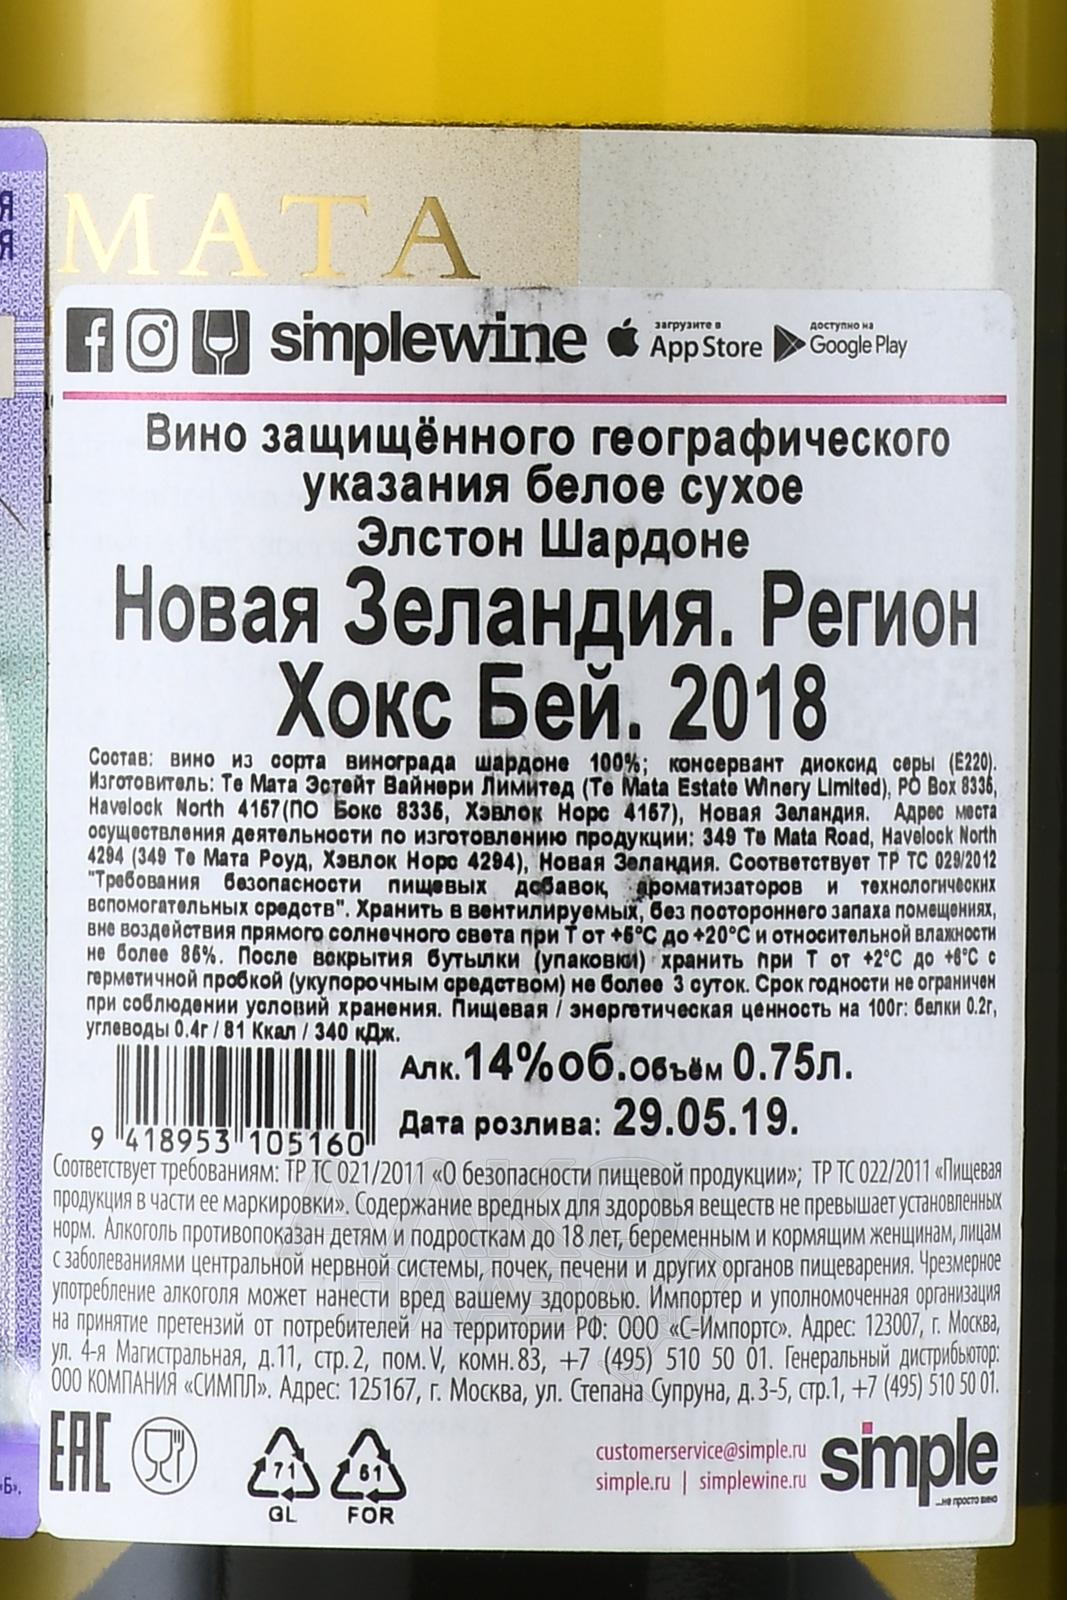 Я
Я
МАТА
simplewine
загрузите в
App Store
доступно на
Google Play
Вино защищённого географического
указания белое сухое
Элстон Шардоне
Новая Зеландия. Регион
Хокс Бей. 2018
Состав: вино из сорта винограда шардоне 100%; консервант диоксид серы (Е220).
Изготовитель: Те Мата Эстейт Вайнери Лимитед (Te Mata Estate Winery Limited), PO Box 8335,
Havelock North 4157(ПО Бокс 8335, Хэвлок Норс 4157), Новая Зеландия. Адрес места
осуществления деятельности по изготовлению продукции: 349 Te Mata Road, Havelock North
4294 (349 Те Мата Роуд, Хэвлок Норс 4294), Новая Зеландия. Соответствует ТР ТС 029/2012
"Требования безопасности пищевых добавок, ароматизаторов и технологических
вспомогательных средств". Хранить в вентилируемых, без постороннего запаха помещениях,
вне воздействия прямого солнечного света при Т от +5°С до +20°С и относительной влажности
не более 85%. После вскрытия бутылки (упаковки) хранить при Т от +2°С до +6°С с
герметичной пробкой (укупорочным средством) не более 3 суток. Срок годности не ограничен
при соблюдении условий хранения. Пищевая / энергетическая ценность на 100г: белки 0.2г,
углеводы 0.4г / 81 Ккал / 340 кДж.
Алк.14%об.объём 0.75л.
Дата розлива: 29.05.19.
9 418953 105160
Соответствует требованиям: ТР ТС 021/2011 «О безопасности пищевой продукции»; ТР ТС 022/2011 «Пищевая
продукция в части ее маркировки». Содержание вредных для здоровья веществ не превышает установленных
норм. Алкоголь противопоказан детям и подросткам до 18 лет, беременным и кормящим женщинам, лицам
с заболеваниями центральной нервной системы, почек, печени и других органов пищеварения. Чрезмерное
употребление алкоголя может нанести вред вашему здоровью. Импортер и уполномоченная организация
на принятие претензий от потребителей на территории РФ: ООО «С-Импортс». Адрес: 123007, г. Москва,
ул. 4-я Магистральная, д.11, стр.2, пом.V, комн.83, +7 (495) 510 50 01. Генеральный дистрибьютор:
ООО КОМПАНИЯ «СИМПЛ». Адрес: 125167, г. Москва, ул. Степана Супруна, д.3-5, стр.1, +7 (495) 510 50 01.
«Б».
EAC
71
GL
51
FOR
customerservice@simple.ru
simple.ru | simplewine.ru
simple
...не просто вино